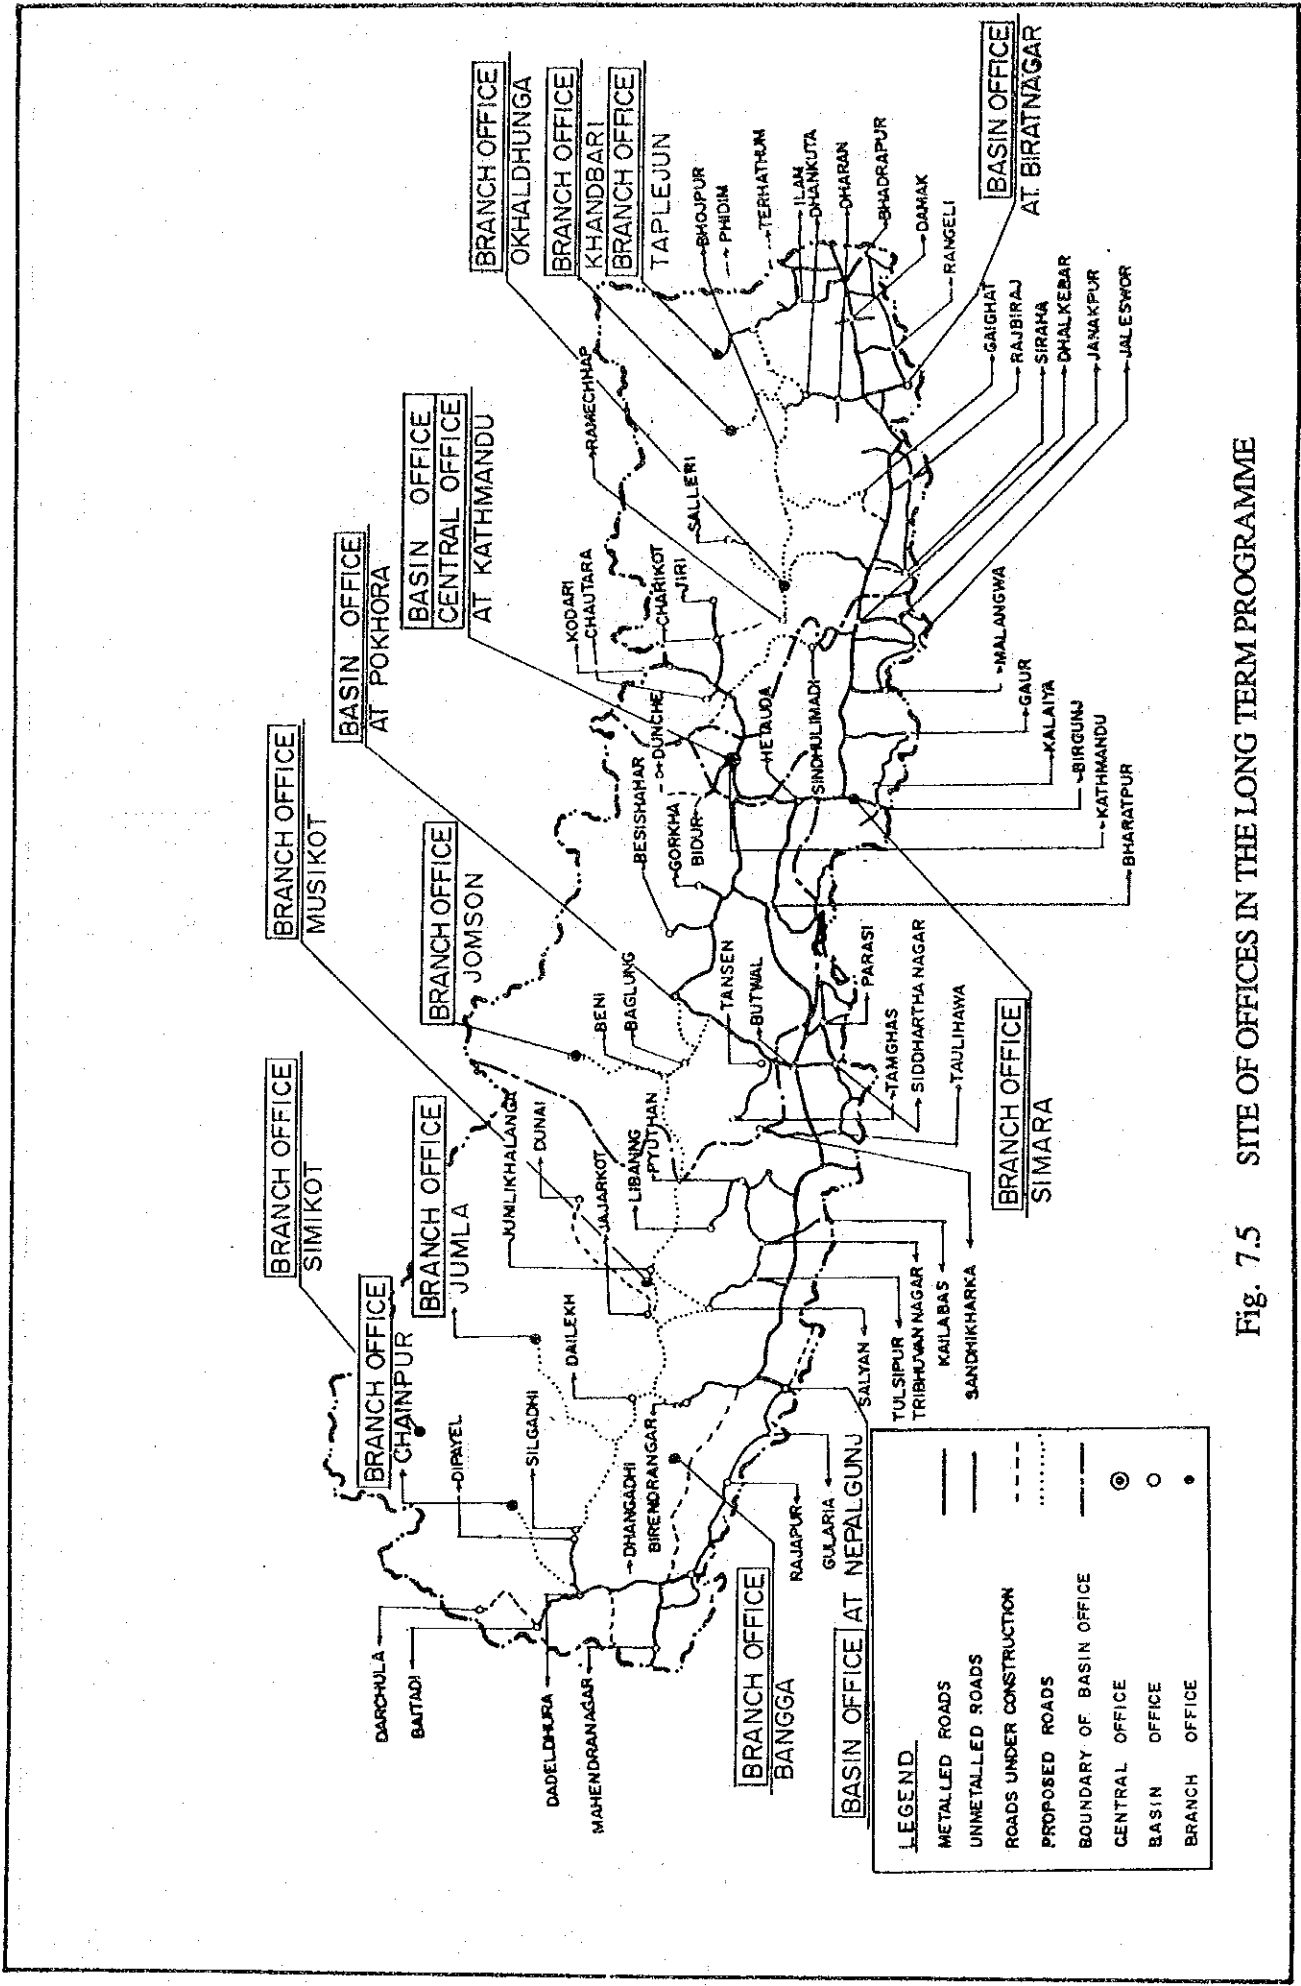 BRANCH OFFICE
OKHALDHUNGA
BRANCH OFFICE
KHANDBARI
BRANCH OFFICE
TAPLEJUN
BASIN OFFICE
AT BIRATNAGAR
BASIN OFFICE
CENTRAL OFFICE
AT KATHMANDU
BASIN OFFICE
AT POKHORA
BRANCH OFFICE
MUSIKOT
BRANCH OFFICE
JOMSON
BRANCH OFFICE
SIMIKOT
BRANCH OFFICE
JUMLA
BRANCH OFFICE
CHAINPUR
BRANCH OFFICE
SIMARA
BRANCH OFFICE
BANGGA
BASIN OFFICE AT NEPALGUNJ
DARCHULA
BAITADI
DIPAYEL
SILGADHI
DADELDHURA
MAHENDRANAGAR
DHANGADHI
BIRENDRANGAR
DAILEKH
RAJAPUR
GULARIA
JUMLIKHALANGA
DUNAI
JAJARKOT
LIBANNG
PYUTHAN
SALYAN
TULSIPUR
TRIBHUVAN NAGAR
KAILABAS
SANDHIKHARKA
BENI
BAGLUNG
TANSEN
BUTWAL
PARASI
TAMGHAS
SIDDHARTHA NAGAR
TAULIHAWA
BESISHAHAR
GORKHA
BIDUR
DUNCHE
KODARI
CHAUTARA
CHARIKOT
JIRI
HETAUDA
SINDHULIMADI
SALLERI
RAMECHHAP
MALANGWA
GAUR
KALAIYA
BIRGUNJ
KATHMANDU
BHARATPUR
BHOJPUR
PHIDIM
TERHATHUM
ILAM
DHANKUTA
DHARAN
BHADRAPUR
DAMAK
RANGELI
GAIGHAT
RAJBIRAJ
SIRAHA
DHALKEBAR
JANAKPUR
JALESWOR
LEGEND
METALLED ROADS
UNMETALLED ROADS
ROADS UNDER CONSTRUCTION
PROPOSED ROADS
BOUNDARY OF BASIN OFFICE
CENTRAL OFFICE
BASIN OFFICE
BRANCH OFFICE
Fig. 7.5 SITE OF OFFICES IN THE LONG TERM PROGRAMME